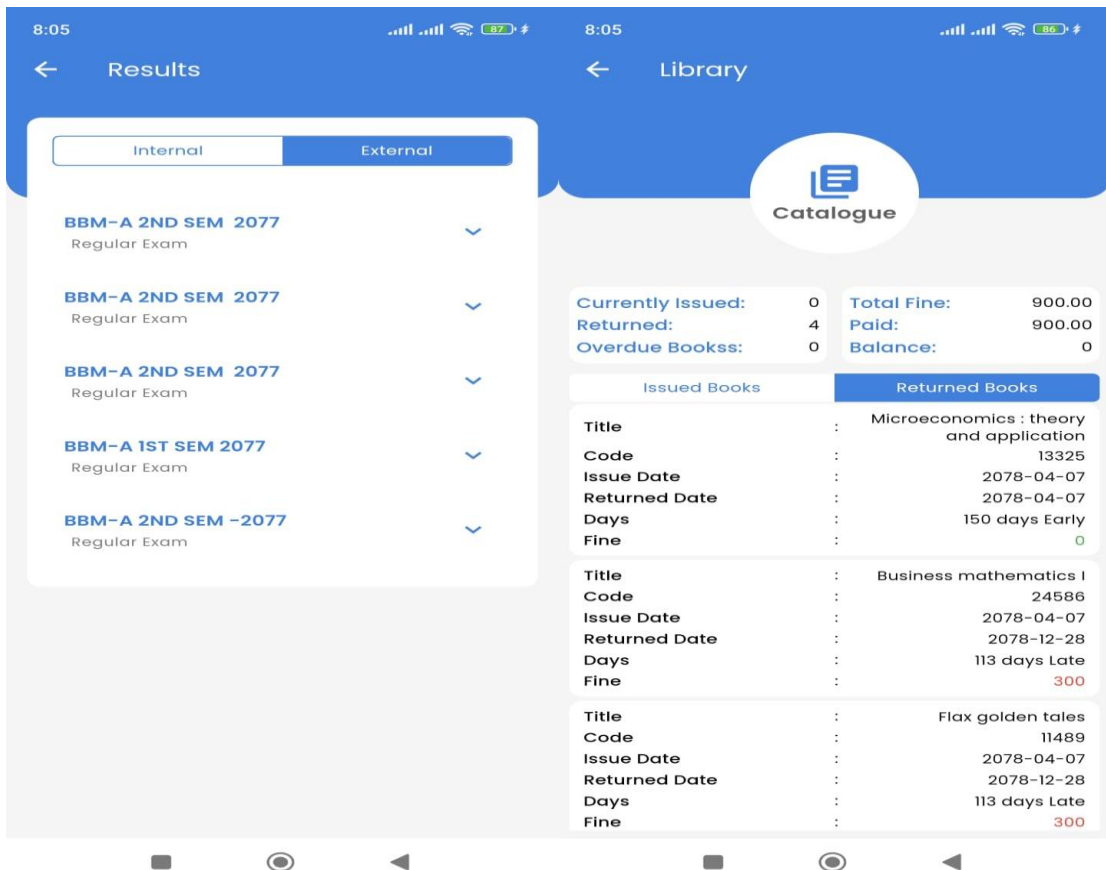 8:05
87
Results
Internal
External
BBM-A 2ND SEM 2077
Regular Exam
BBM-A 2ND SEM 2077
Regular Exam
BBM-A 2ND SEM 2077
Regular Exam
BBM-A 1ST SEM 2077
Regular Exam
BBM-A 2ND SEM -2077
Regular Exam
8:05
86
Library
Catalogue
Currently Issued: 0
Returned: 4
Overdue Bookss: 0
Total Fine: 900.00
Paid: 900.00
Balance: 0
Issued Books
Returned Books
Title : Microeconomics : theory
and application
Code : 13325
Issue Date : 2078-04-07
Returned Date : 2078-04-07
Days : 150 days Early
Fine : 0
Title : Business mathematics I
Code : 24586
Issue Date : 2078-04-07
Returned Date : 2078-12-28
Days : 113 days Late
Fine : 300
Title : Flax golden tales
Code : 11489
Issue Date : 2078-04-07
Returned Date : 2078-12-28
Days : 113 days Late
Fine : 300